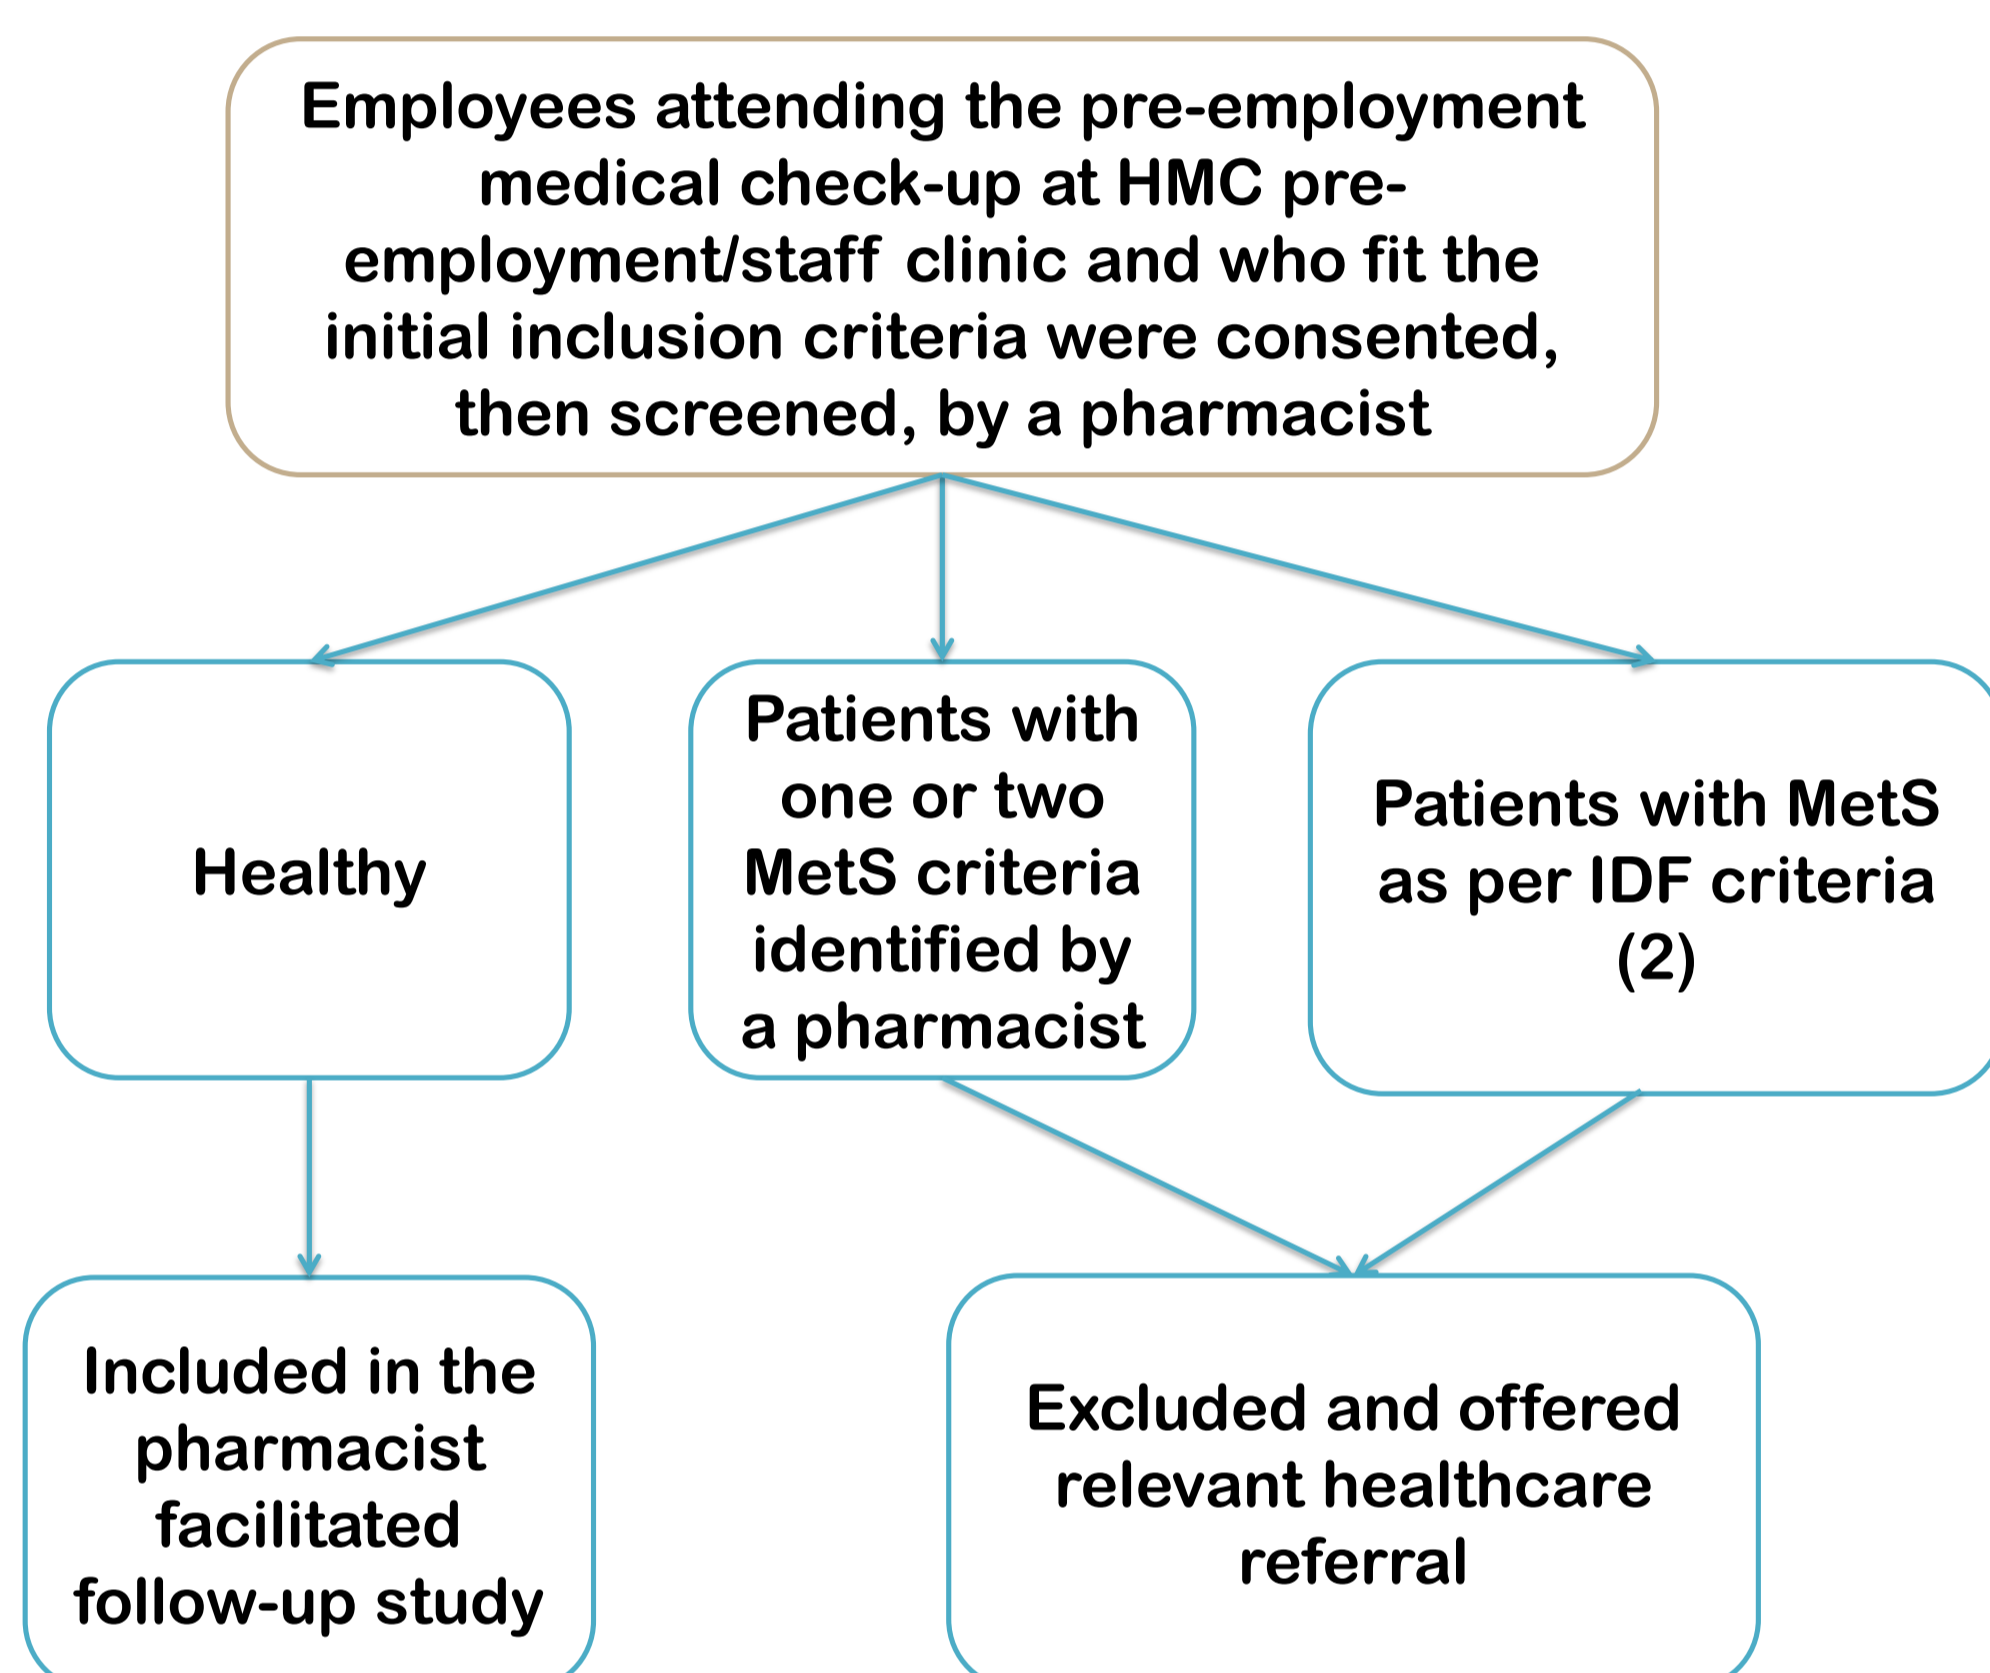 Employees attending the pre-employment
medical check-up at HMC pre-
employment/staff clinic and who fit the
initial inclusion criteria were consented,
then screened, by a pharmacist
Healthy
Patients with
one or two
MetS criteria
identified by
a pharmacist
Patients with MetS
as per IDF criteria
(2)
Included in the
pharmacist
facilitated
follow-up study
Excluded and offered
relevant healthcare
referral